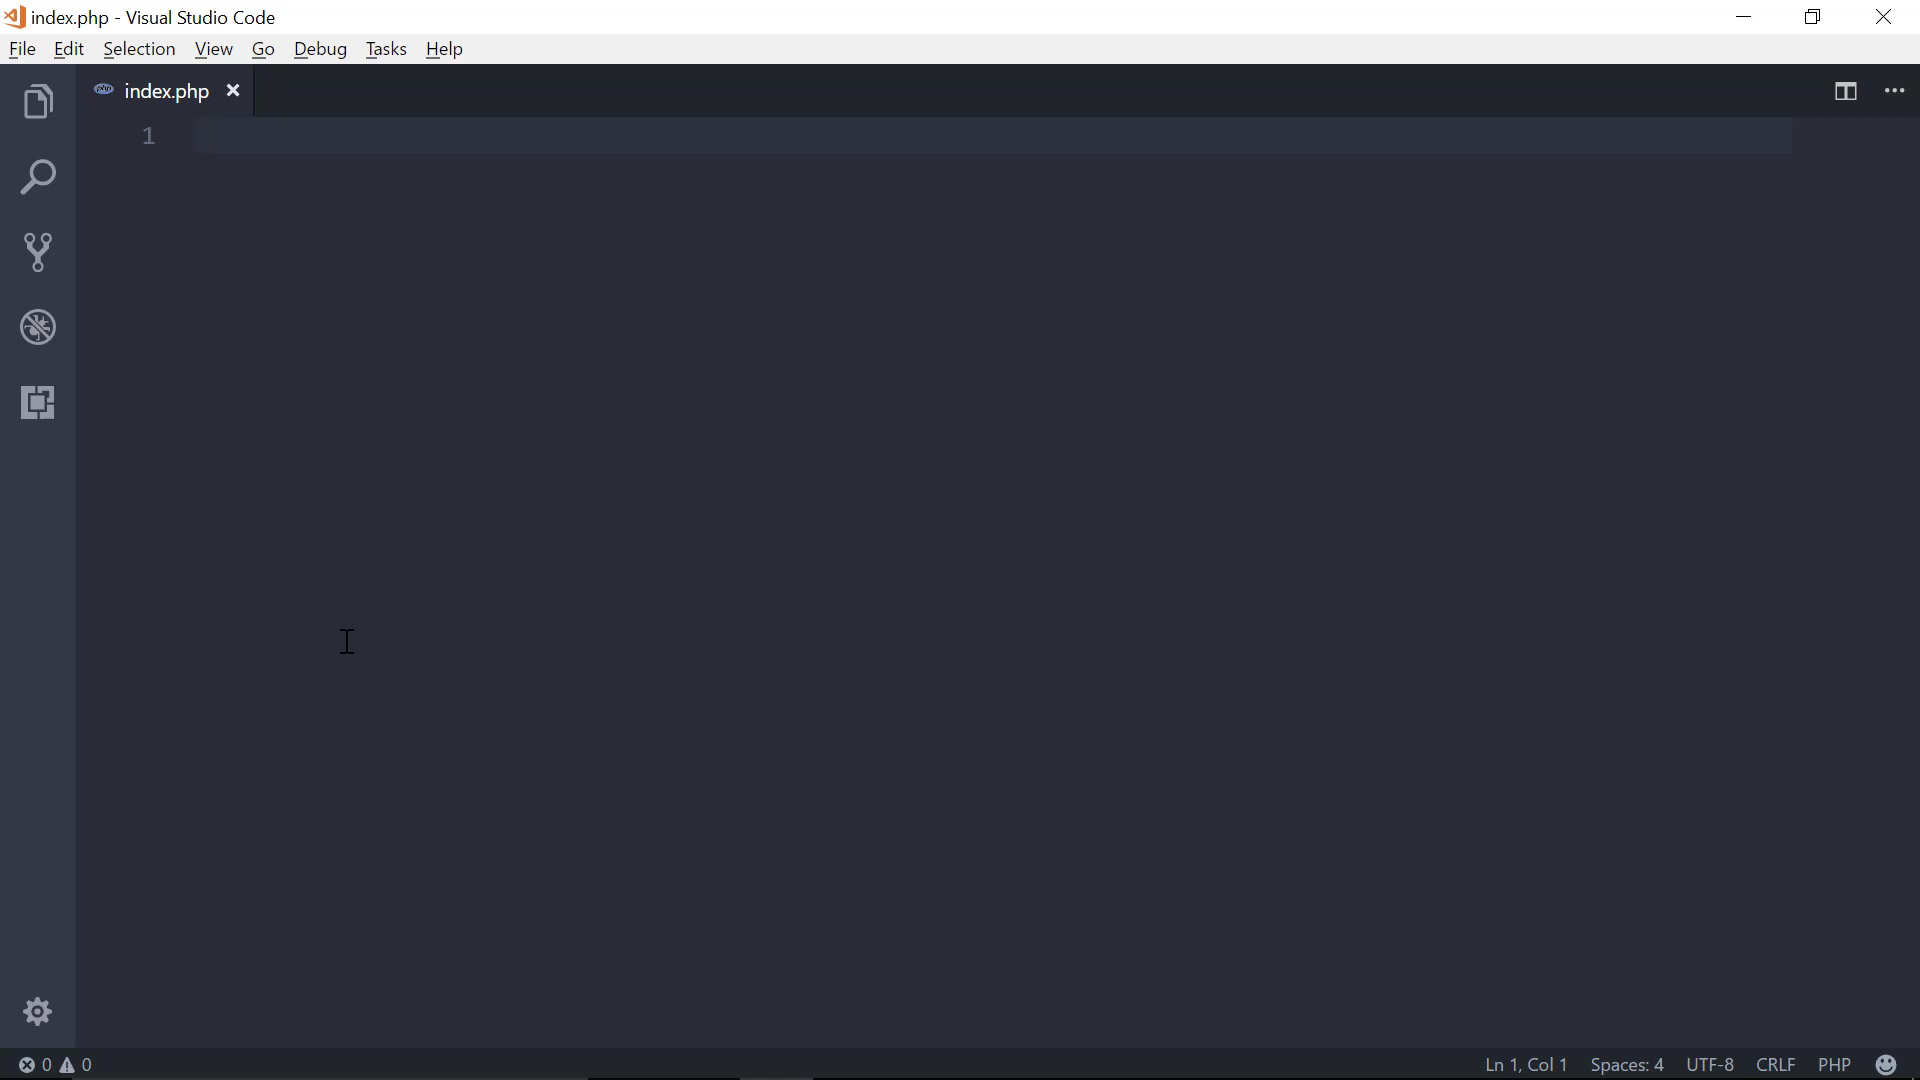 index.php - Visual Studio Code
File Edit Selection View Go Debug Tasks Help
index.php
1
0 0 Ln 1, Col 1 Spaces: 4 UTF-8 CRLF PHP